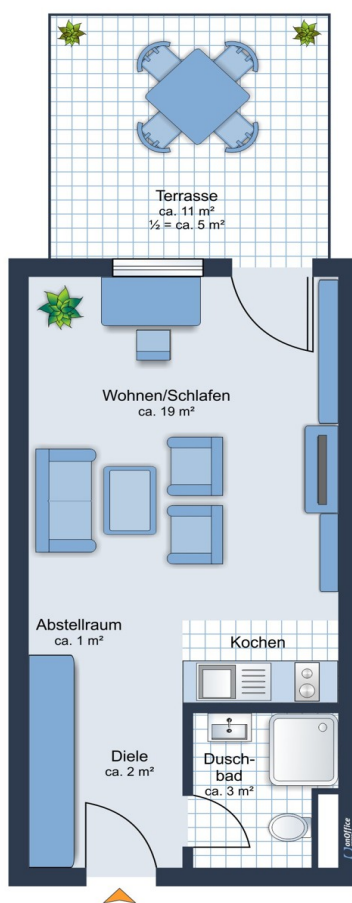 Terrasse
ca. 11 m²
½ = ca. 5 m²
Wohnen/Schlafen
ca. 19 m²
Abstellraum
ca. 1 m²
Kochen
Diele
ca. 2 m²
Dusch-
bad
ca. 3 m²
onOffice